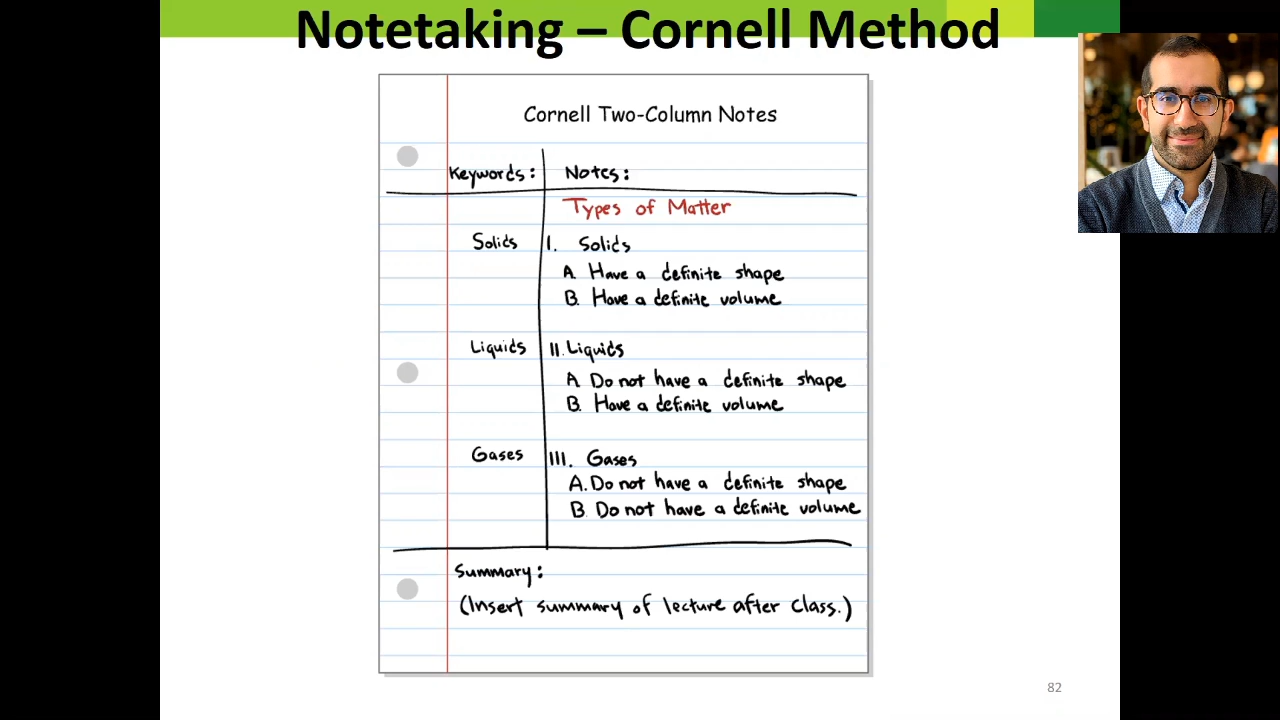 Notetaking – Cornell Method
Cornell Two-Column Notes
Keywords: Notes:
Types of Matter
Solids I. Solids
A. Have a definite shape
B. Have a definite volume
Liquids II. Liquids
A. Do not have a definite shape
B. Have a definite volume
Gases III. Gases
A. Do not have a definite shape
B. Do not have a definite volume
Summary:
(Insert summary of lecture after class.)
82